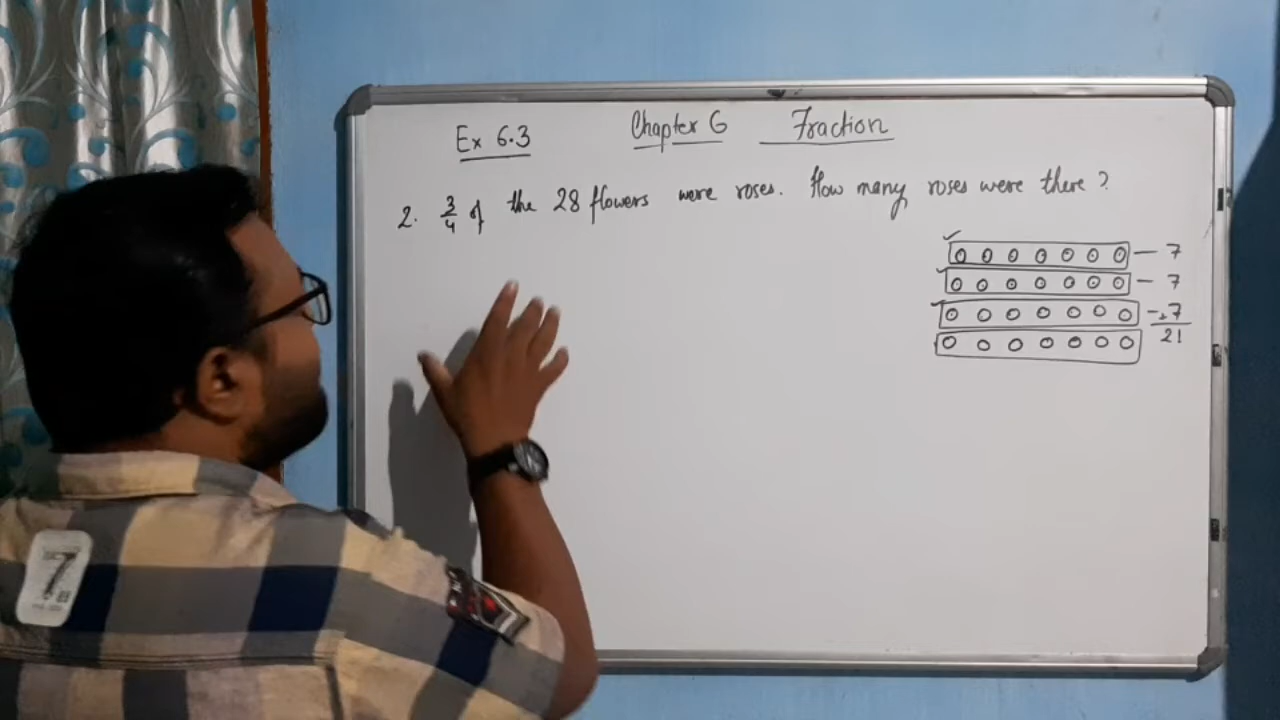 Ex 6.3 Chapter 6 Fraction
2. 3/4 of the 28 flowers were roses. How many roses were there?
— 7
— 7
- +7
21
7